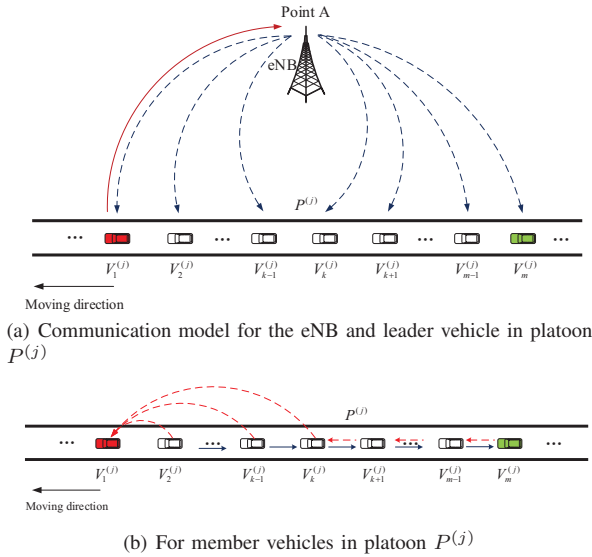 Point A
eNB
P^{(j)}
... ... ... ...
V_1^{(j)} V_2^{(j)} V_{k-1}^{(j)} V_k^{(j)} V_{k+1}^{(j)} V_{m-1}^{(j)} V_m^{(j)}
Moving direction
(a) Communication model for the eNB and leader vehicle in platoon
P^{(j)}
P^{(j)}
... ... ... ...
V_1^{(j)} V_2^{(j)} V_{k-1}^{(j)} V_k^{(j)} V_{k+1}^{(j)} V_{m-1}^{(j)} V_m^{(j)}
Moving direction
(b) For member vehicles in platoon P^{(j)}